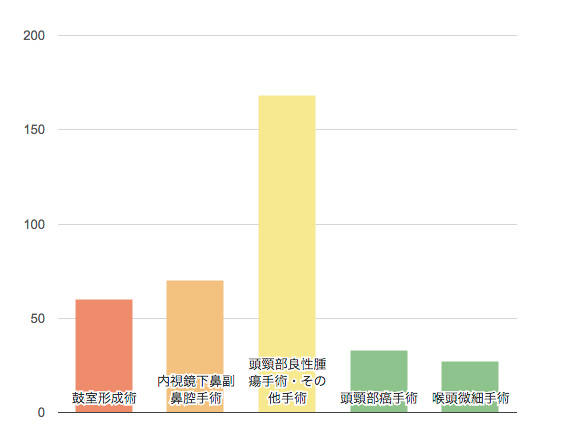 200
150
100
50
0
鼓室形成術
内視鏡下鼻副
鼻腔手術
頭頸部良性腫
瘍手術・その
他手術
頭頸部癌手術
喉頭微細手術